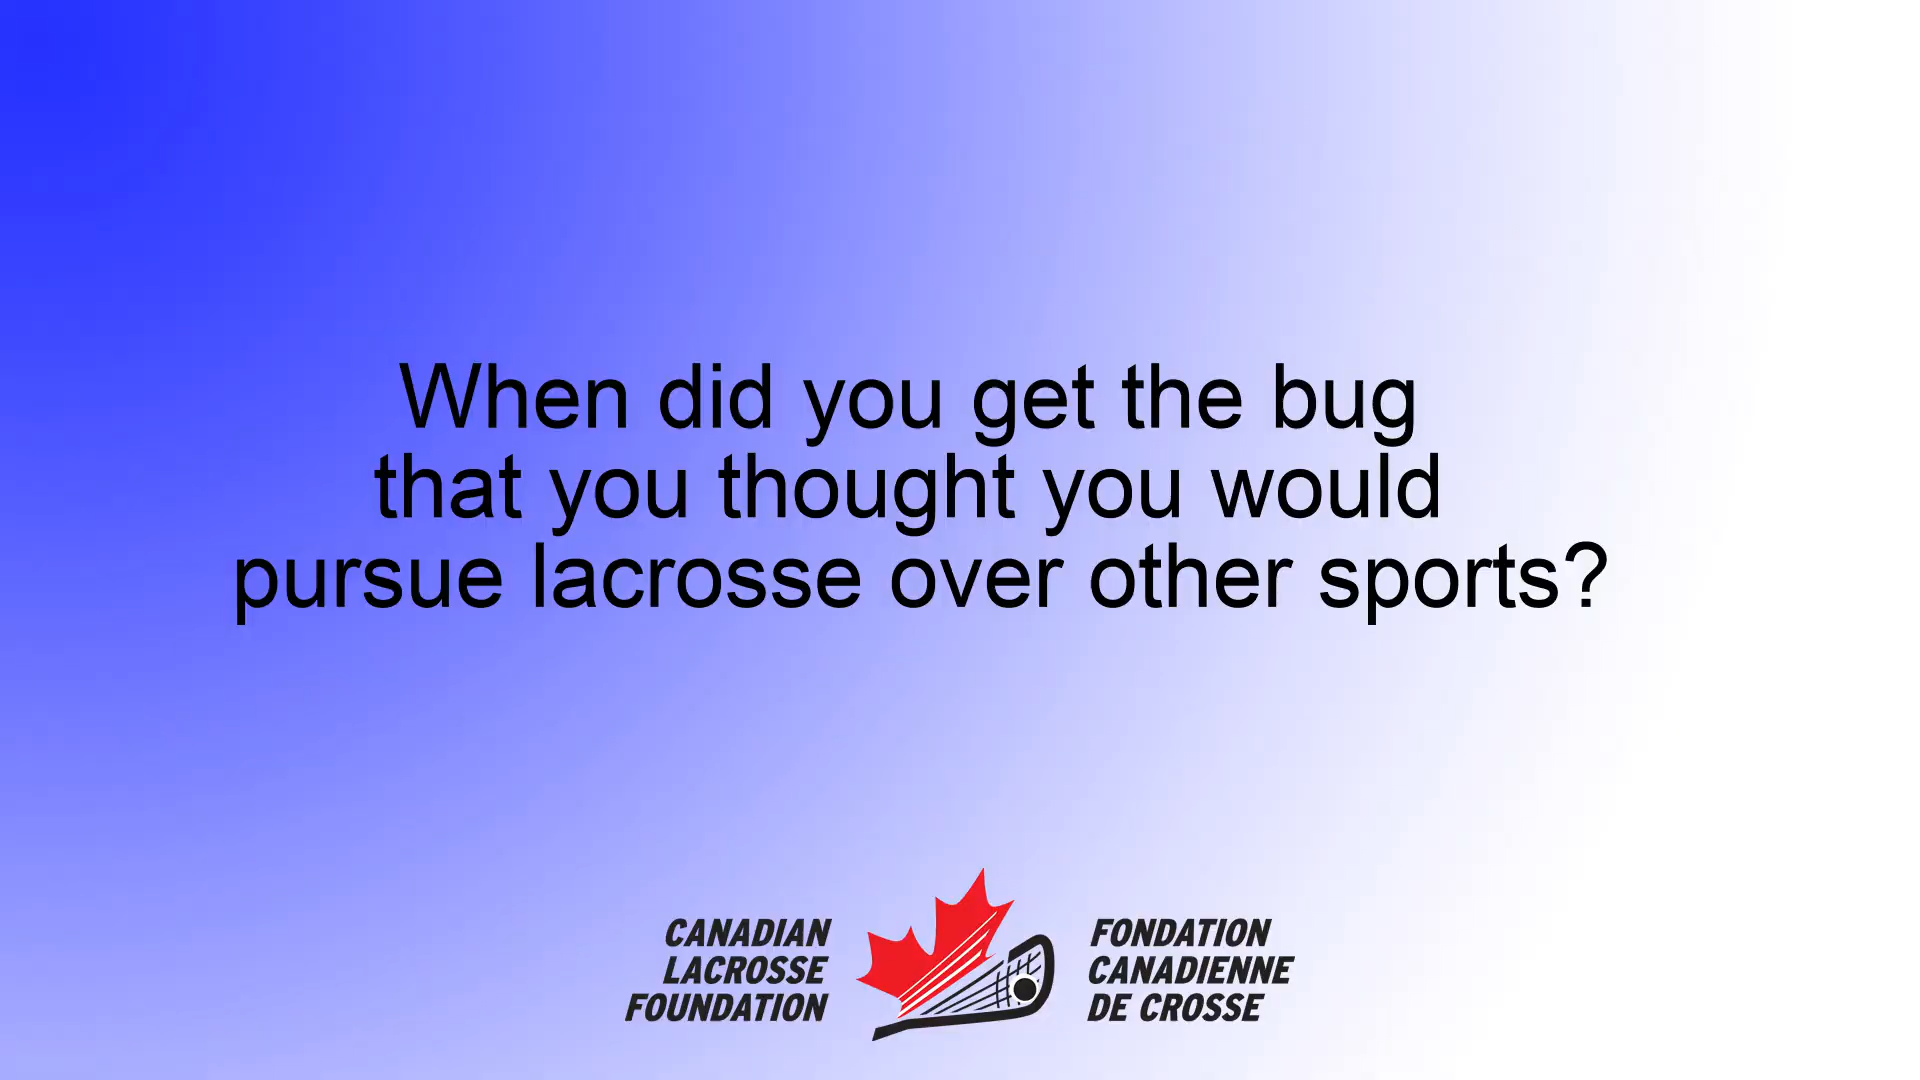 When did you get the bug
that you thought you would
pursue lacrosse over other sports?
CANADIAN
LACROSSE
FOUNDATION
FONDATION
CANADIENNE
DE CROSSE